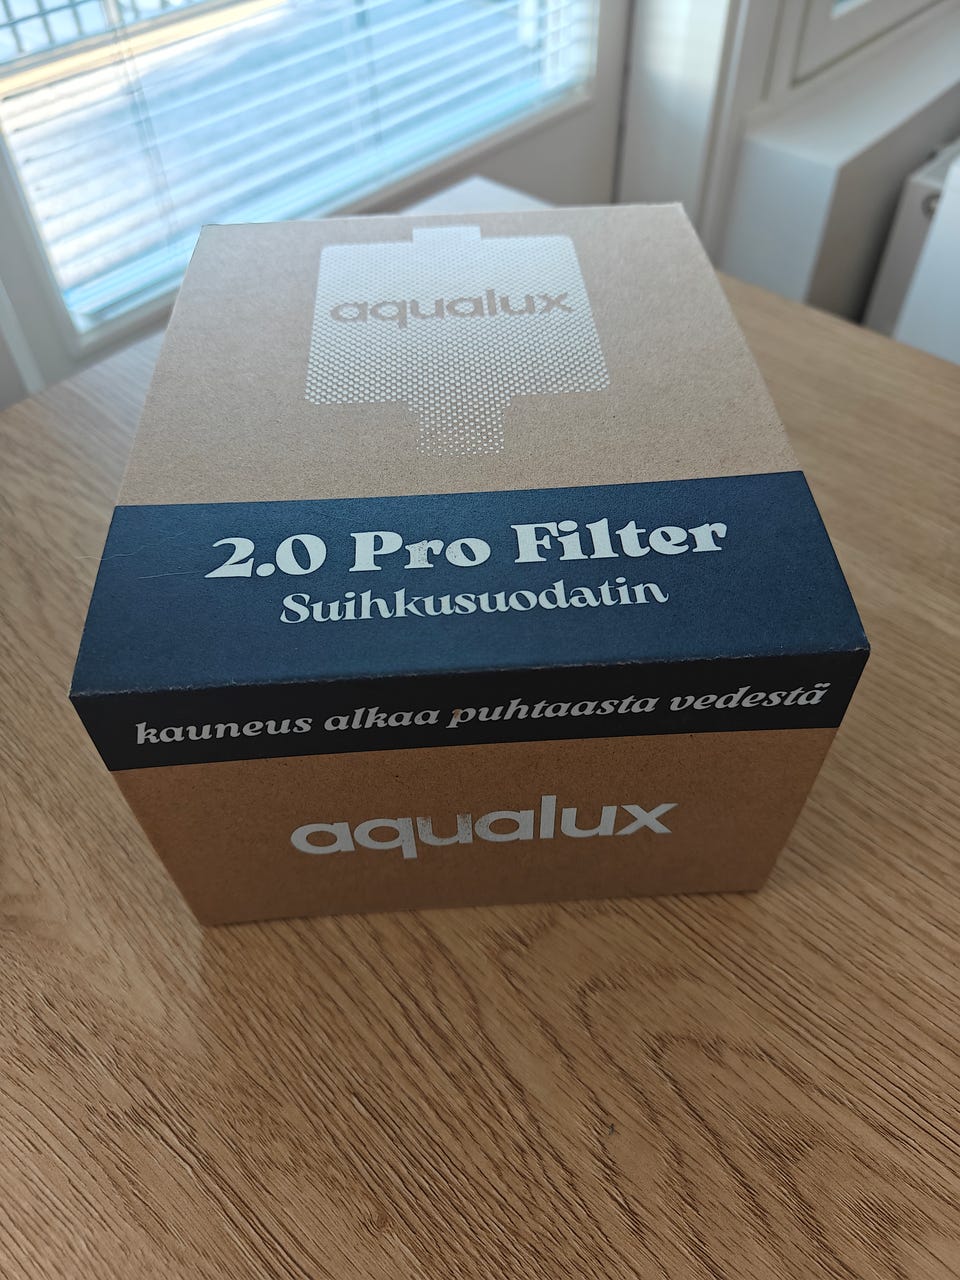 aqualux
2.0 Pro Filter
Suihkusuodatin
kauneus alkaa puhtaasta vedestä
aqualux